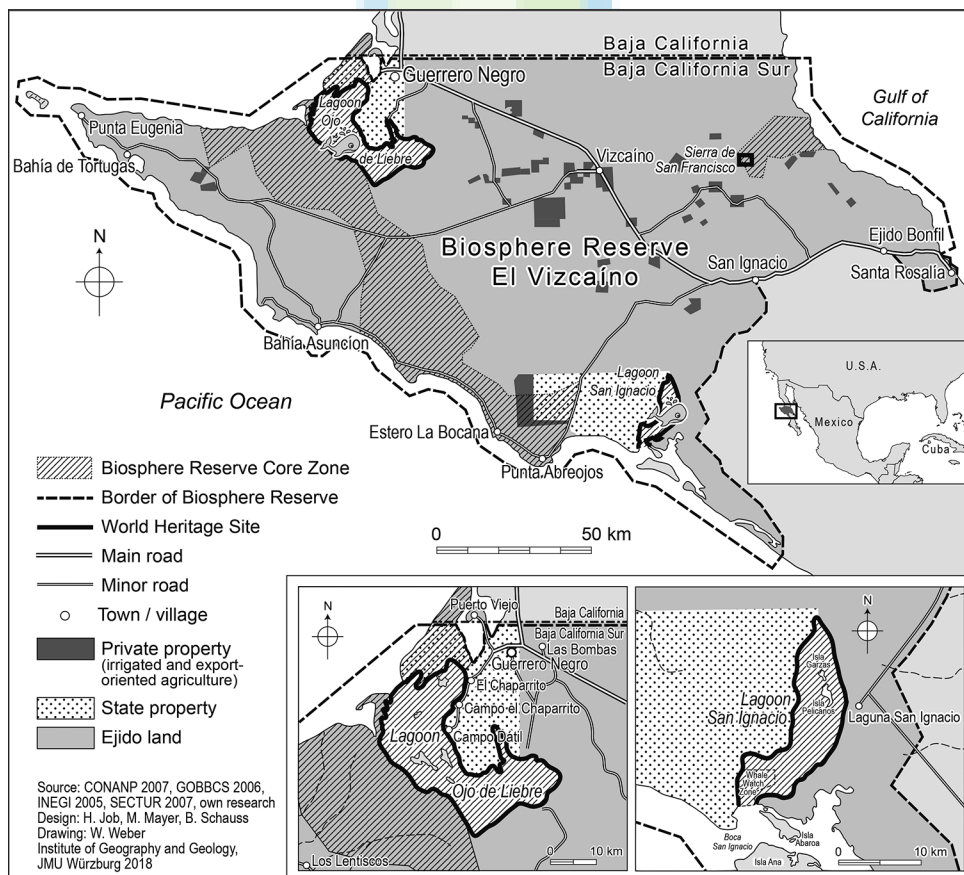 Baja California
Baja California Sur
Guerrero Negro
Gulf of
California
Lagoon
Ojo
de Liebre
Punta Eugenia
Bahía de Tortugas
Vizcaíno
Sierra de
San Francisco
N
Biosphere Reserve
El Vizcaíno
Ejido Bonfil
San Ignacio
Santa Rosalía
Bahía Asuncíon
Lagoon
San Ignacio
Pacific Ocean
Estero La Bocana
Punta Abreojos
U.S.A.
Mexico
Cuba
Biosphere Reserve Core Zone
Border of Biosphere Reserve
World Heritage Site
Main road
Minor road
Town / village
Private property
(irrigated and export-
oriented agriculture)
State property
Ejido land
0 50 km
Source: CONANP 2007, GOBBCS 2006,
INEGI 2005, SECTUR 2007, own research
Design: H. Job, M. Mayer, B. Schauss
Drawing: W. Weber
Institute of Geography and Geology,
JMU Würzburg 2018
N
Puerto Viejo
Baja California
Baja California Sur
Las Bombas
Guerrero Negro
El Chaparrito
Campo el Chaparrito
Lagoon
Campo Dátil
Ojo de Liebre
Los Lentiscos
0 10 km
N
Isla
Garzas
Isla
Pelicanos
Lagoon
San Ignacio
Laguna San Ignacio
Whale
Watch
Zone
Boca
San Ignacio
Isla
Abaroa
Isla Ana
0 10 km